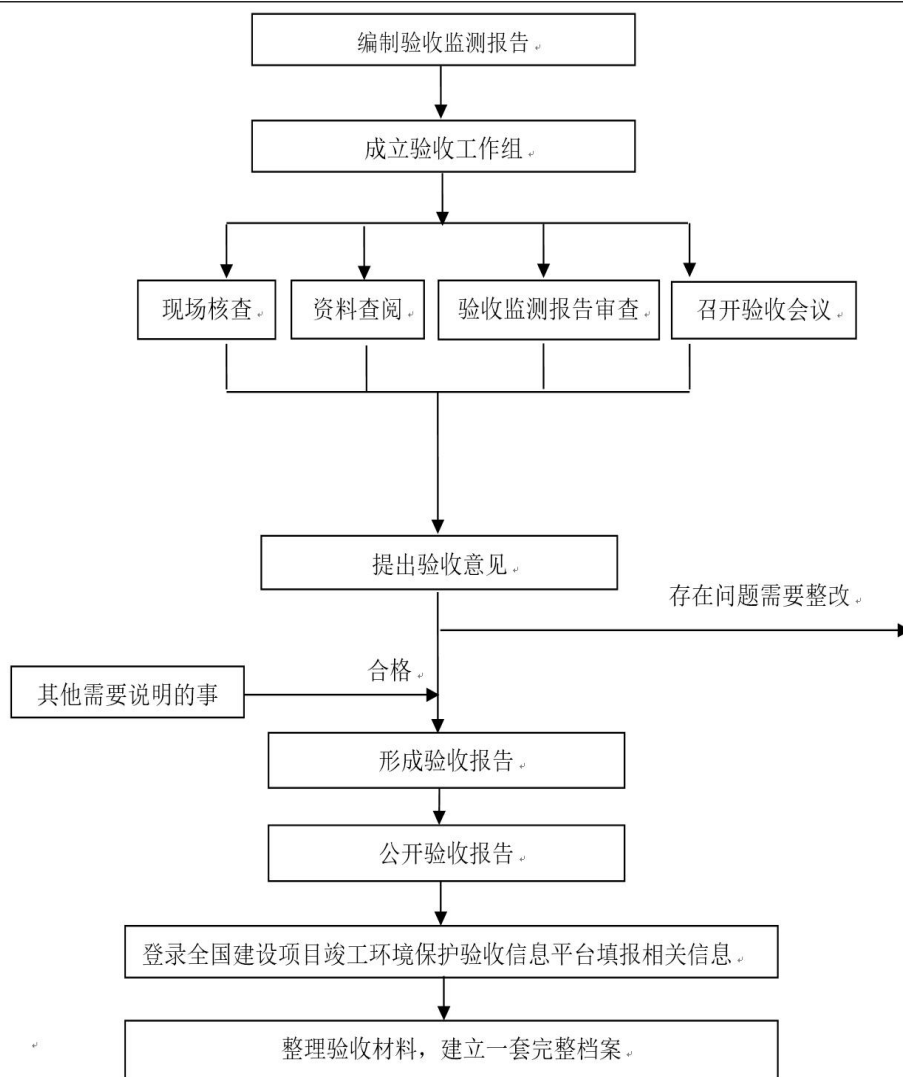 编制验收监测报告
成立验收工作组
现场核查
资料查阅
验收监测报告审查
召开验收会议
提出验收意见
存在问题需要整改
合格
其他需要说明的事
形成验收报告
公开验收报告
登录全国建设项目竣工环境保护验收信息平台填报相关信息
整理验收材料，建立一套完整档案